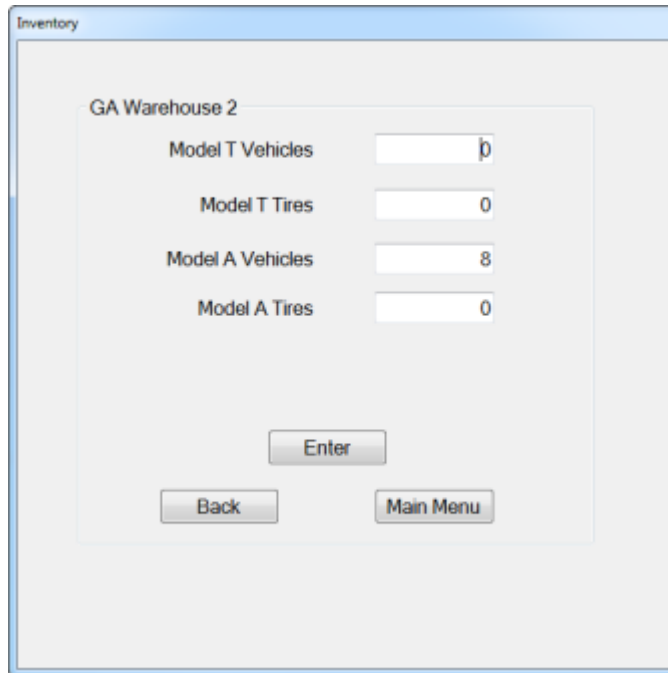 Inventory
GA Warehouse 2
Model T Vehicles 0
Model T Tires 0
Model A Vehicles 8
Model A Tires 0
Enter
Back Main Menu